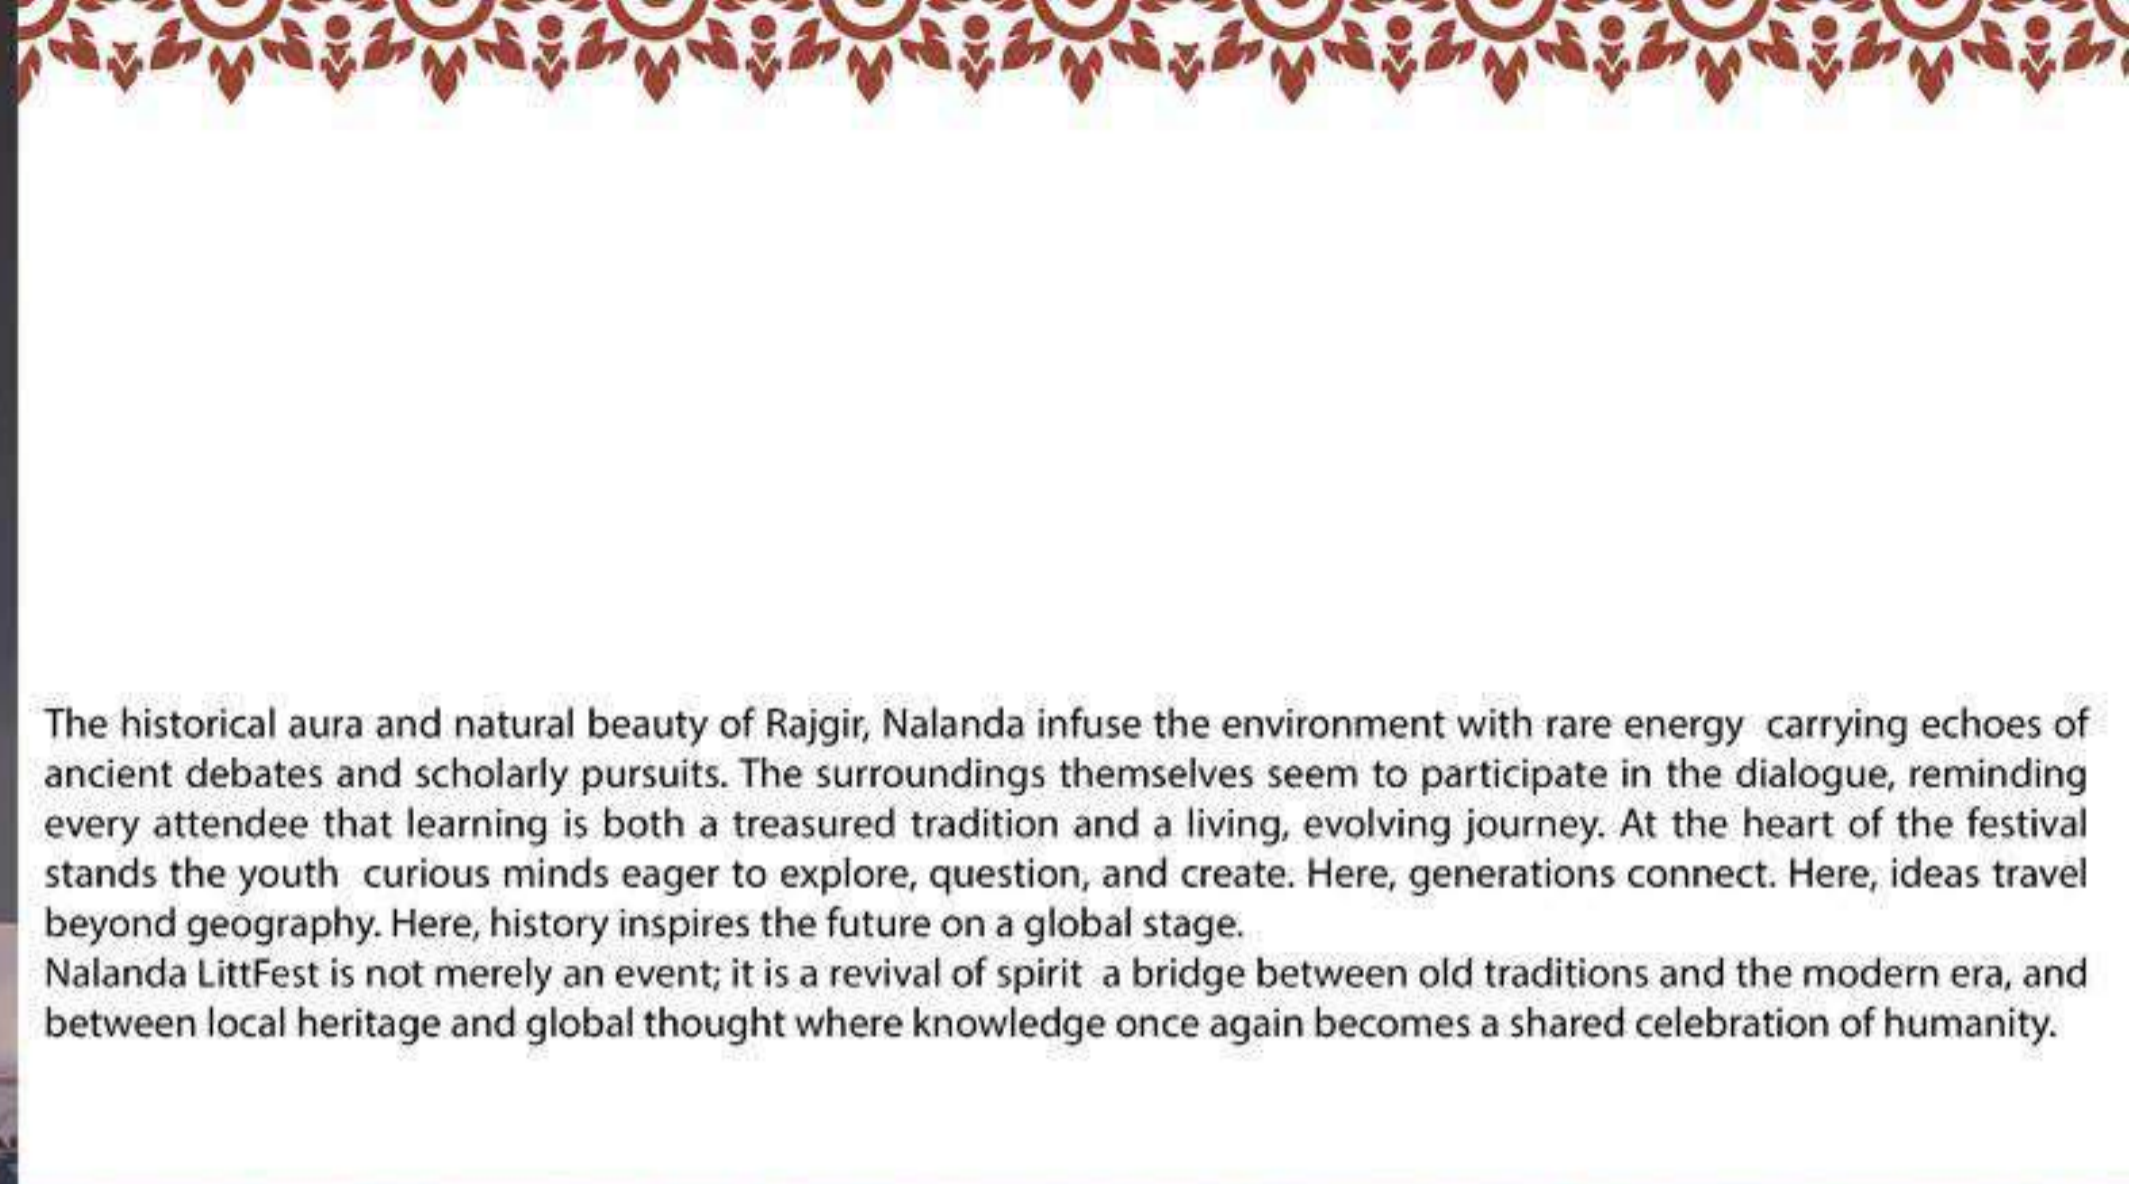 The historical aura and natural beauty of Rajgir, Nalanda infuse the environment with rare energy  carrying echoes of
ancient debates and scholarly pursuits. The surroundings themselves seem to participate in the dialogue, reminding
every attendee that learning is both a treasured tradition and a living, evolving journey. At the heart of the festival
stands the youth  curious minds eager to explore, question, and create. Here, generations connect. Here, ideas travel
beyond geography. Here, history inspires the future on a global stage.
Nalanda LittFest is not merely an event; it is a revival of spirit  a bridge between old traditions and the modern era, and
between local heritage and global thought where knowledge once again becomes a shared celebration of humanity.